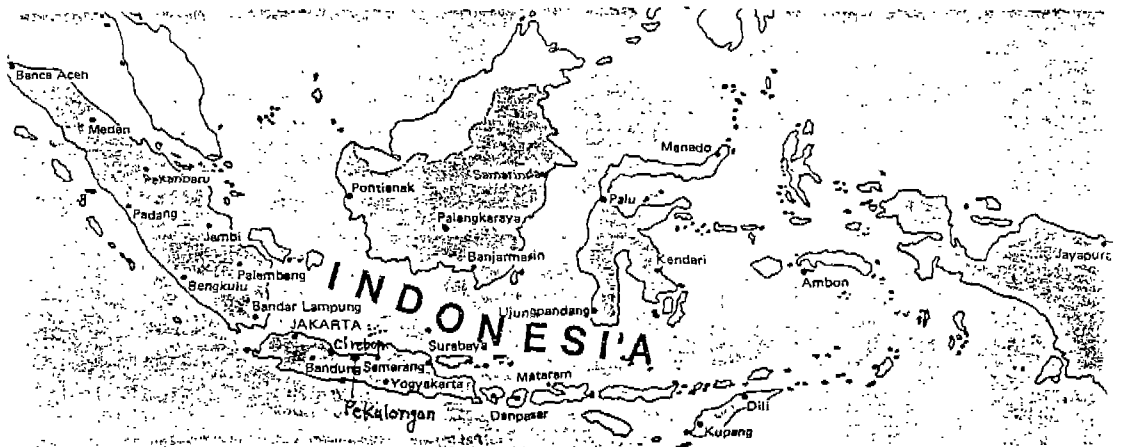 Banca Aceh
Medan
Manado
Pekanbaru
Pontianak
Samarinda
Palu
Padang
Palangkaraya
Jambi
Jayapura
Banjarmasin
Kendari
Palembang
Bengkulu
Ambon
INDONESIA
Bandar Lampung
Ujungpandang
JAKARTA
Cirebon
Surabaya
Bandung
Semarang
Mataram
Yogyakarta
Pekalongan
Denpasar
Dili
Kupang